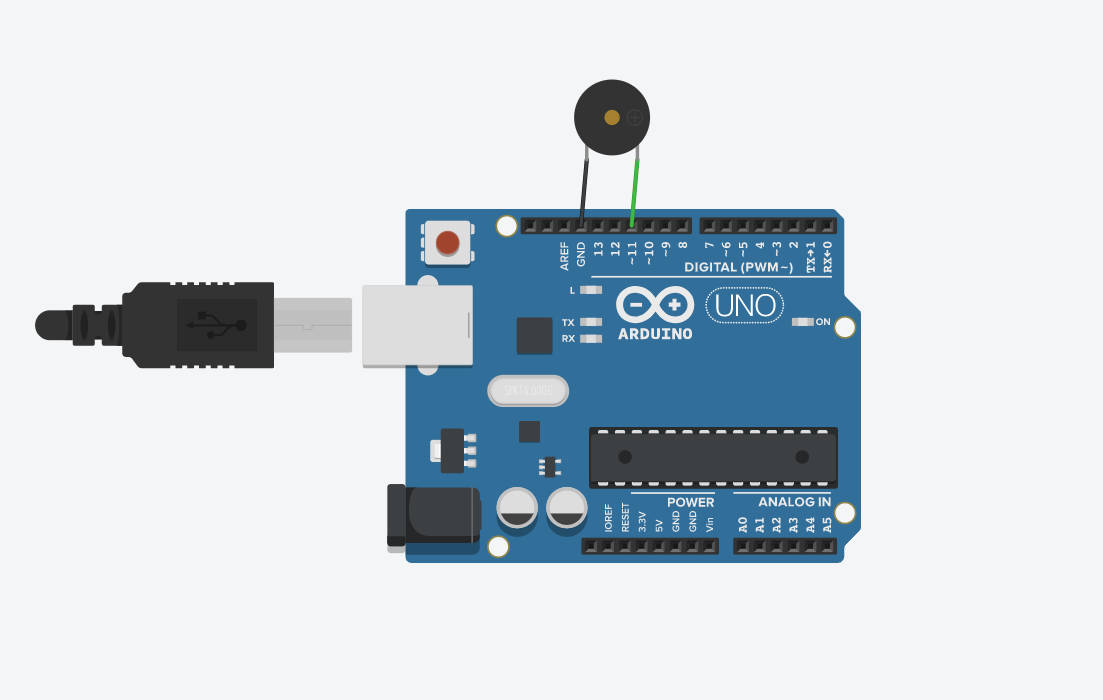 AREF
GND
13
12
~11
~10
~9
8
7
~6
~5
4
~3
2
TX→1
RX←0
DIGITAL (PWM~)
L
TX
RX
ON
UNO
ARDUINO
POWER
ANALOG IN
IOREF
RESET
3.3V
5V
GND
GND
Vin
A0
A1
A2
A3
A4
A5